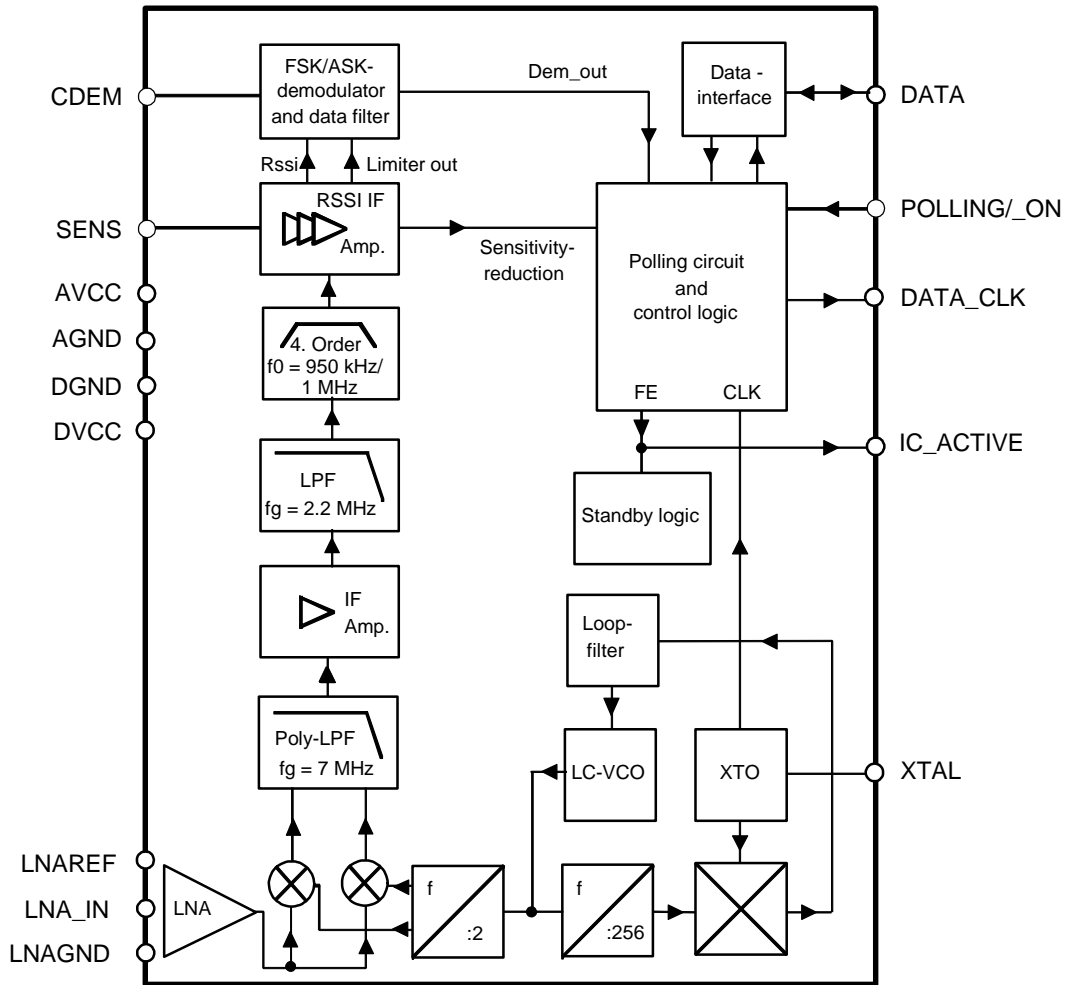 CDEM
SENS
AVCC
AGND
DGND
DVCC
LNAREF
LNA_IN
LNAGND
FSK/ASK-
demodulator
and data filter
Dem_out
Data -
interface
DATA
Rssi
Limiter out
RSSI IF
Amp.
Sensitivity-
reduction
Polling circuit
and
control logic
FE
CLK
POLLING/_ON
DATA_CLK
IC_ACTIVE
4. Order
f0 = 950 kHz/
1 MHz
LPF
fg = 2.2 MHz
Standby logic
IF
Amp.
Loop-
filter
Poly-LPF
fg = 7 MHz
LC-VCO
XTO
XTAL
LNA
f
:2
f
:256